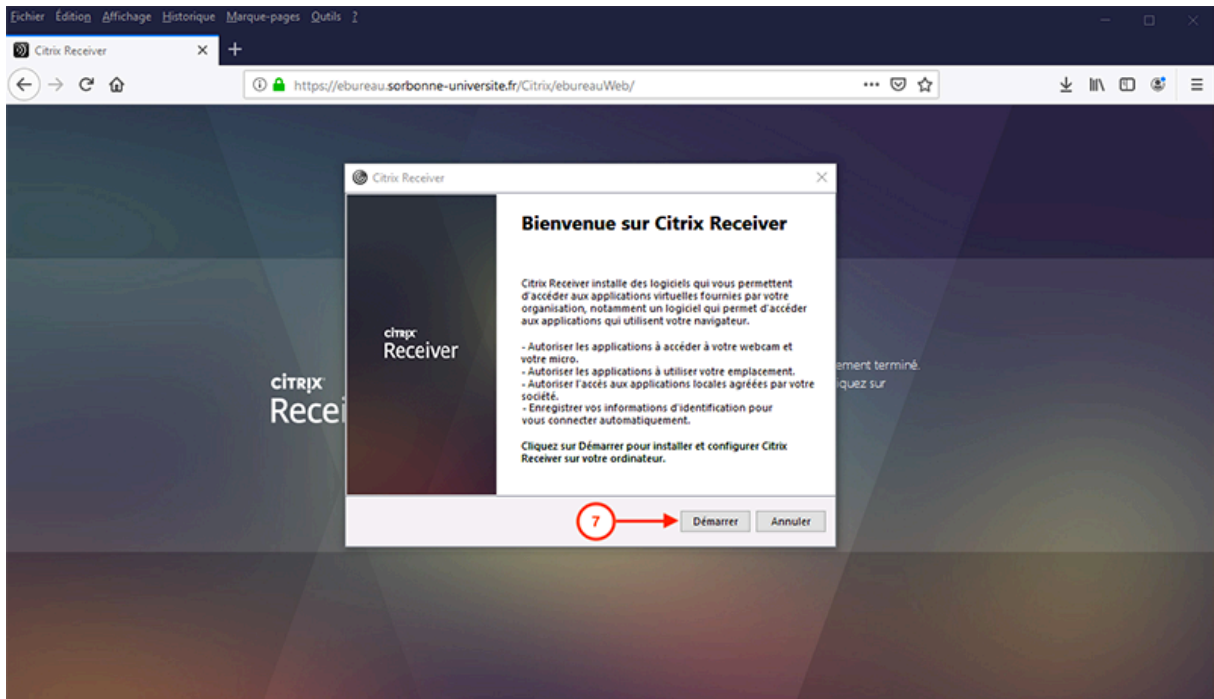 Fichier Édition Affichage Historique Marque-pages Outils ?
Citrix Receiver
https://ebureau.sorbonne-universite.fr/Citrix/ebureauWeb/
Citrix Receiver
Bienvenue sur Citrix Receiver
Citrix Receiver installe des logiciels qui vous permettent
d'accéder aux applications virtuelles fournies par votre
organisation, notamment un logiciel qui permet d'accéder
aux applications qui utilisent votre navigateur.
- Autoriser les applications à accéder à votre webcam et
votre micro.
- Autoriser les applications à utiliser votre emplacement.
- Autoriser l'accès aux applications locales agréées par votre
société.
- Enregistrer vos informations d'identification pour
vous connecter automatiquement.
Cliquez sur Démarrer pour installer et configurer Citrix
Receiver sur votre ordinateur.
citrix
Receiver
citrix
Recei
ement terminé.
iquez sur
7
Démarrer Annuler